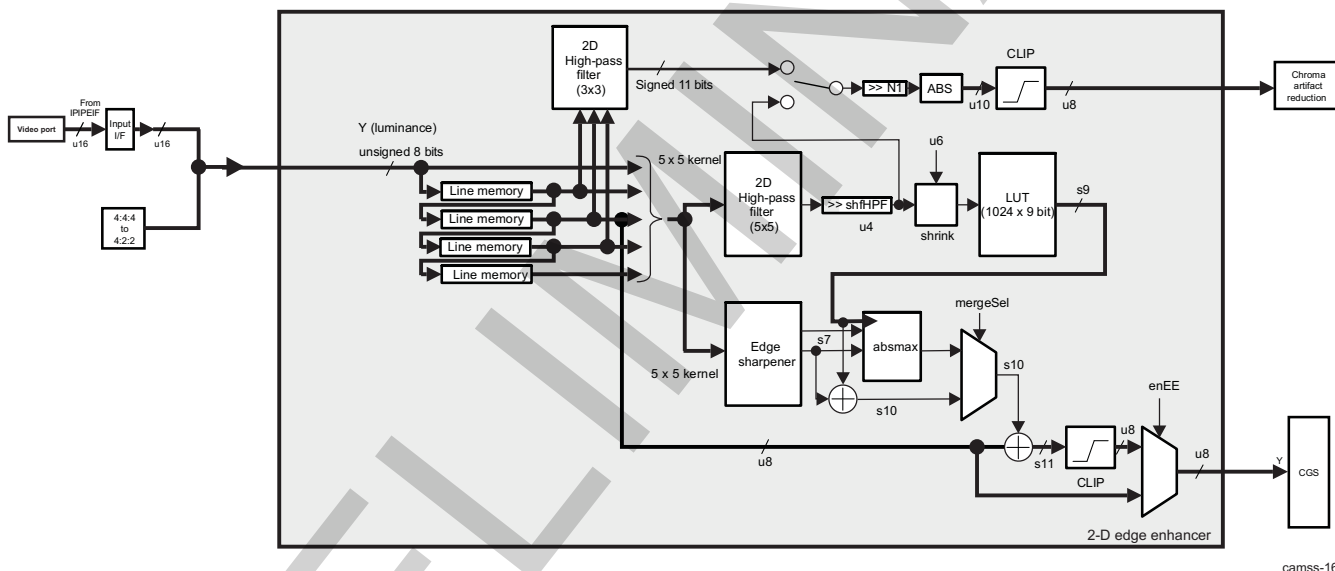 2D
High-pass
filter
(3x3)
Signed 11 bits
CLIP
>> N1
ABS
u10
u8
Chroma
artifact
reduction
From
IPIPEIF
Video port
u16
Input
I/F
u16
Y (luminance)
unsigned 8 bits
5 x 5 kernel
Line memory
Line memory
Line memory
Line memory
4:4:4
to
4:2:2
2D
High-pass
filter
(5x5)
>> shfHPF
u4
u6
shrink
LUT
(1024 x 9 bit)
s9
Edge
sharpener
5 x 5 kernel
s7
absmax
mergeSel
s10
s10
u8
s11
CLIP
u8
enEE
u8
Y
CGS
2-D edge enhancer
camss-16